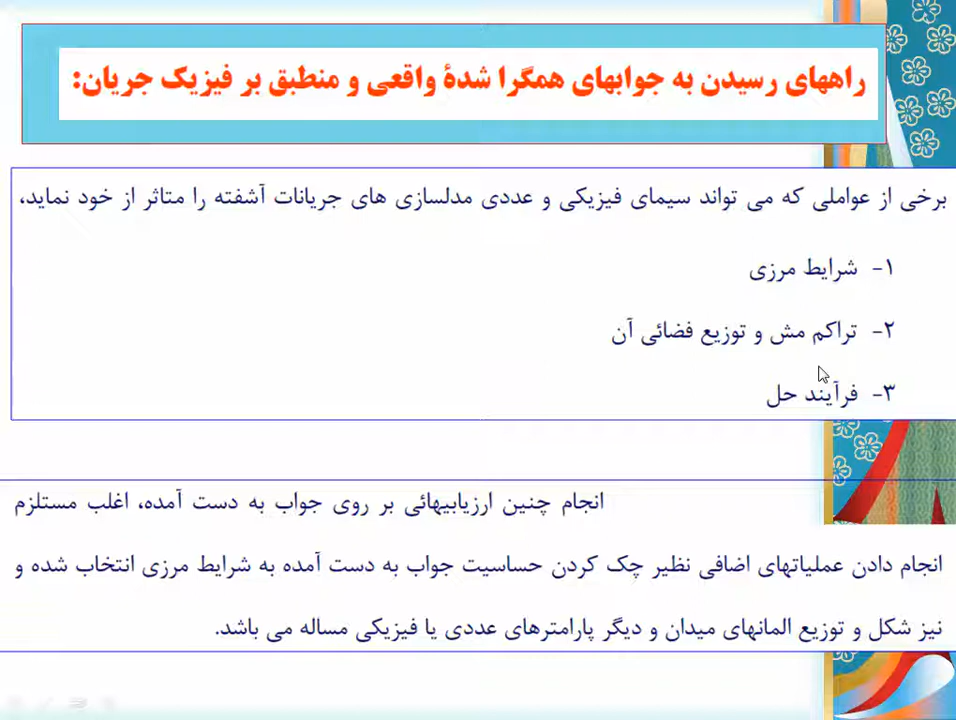 راههای رسیدن به جوابهای همگرا شدهٔ واقعی و منطبق بر فیزیک جریان:
برخی از عواملی که می تواند سیمای فیزیکی و عددی مدلسازی های جریانات آشفته را متاثر از خود نماید،
۱- شرایط مرزی
۲- تراکم مش و توزیع فضائی آن
۳- فرآیند حل
انجام چنین ارزیابیهائی بر روی جواب به دست آمده، اغلب مستلزم
انجام دادن عملیاتهای اضافی نظیر چک کردن حساسیت جواب به دست آمده به شرایط مرزی انتخاب شده و
نیز شکل و توزیع المانهای میدان و دیگر پارامترهای عددی یا فیزیکی مساله می باشد.